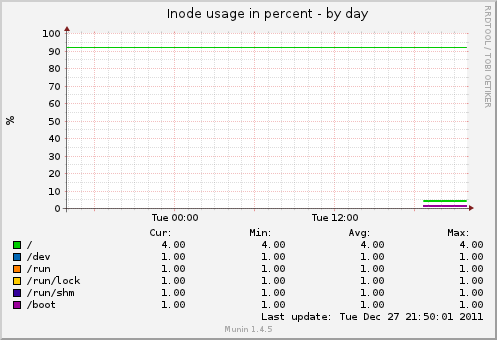 Inode usage in percent - by day
RRDTOOL / TOBI OETIKER
%
100
90
80
70
60
50
40
30
20
10
0
Tue 00:00 Tue 12:00
Cur: Min: Avg: Max:
/ 4.00 4.00 4.00 4.00
/dev 1.00 1.00 1.00 1.00
/run 1.00 1.00 1.00 1.00
/run/lock 1.00 1.00 1.00 1.00
/run/shm 1.00 1.00 1.00 1.00
/boot 1.00 1.00 1.00 1.00
Last update: Tue Dec 27 21:50:01 2011
Munin 1.4.5